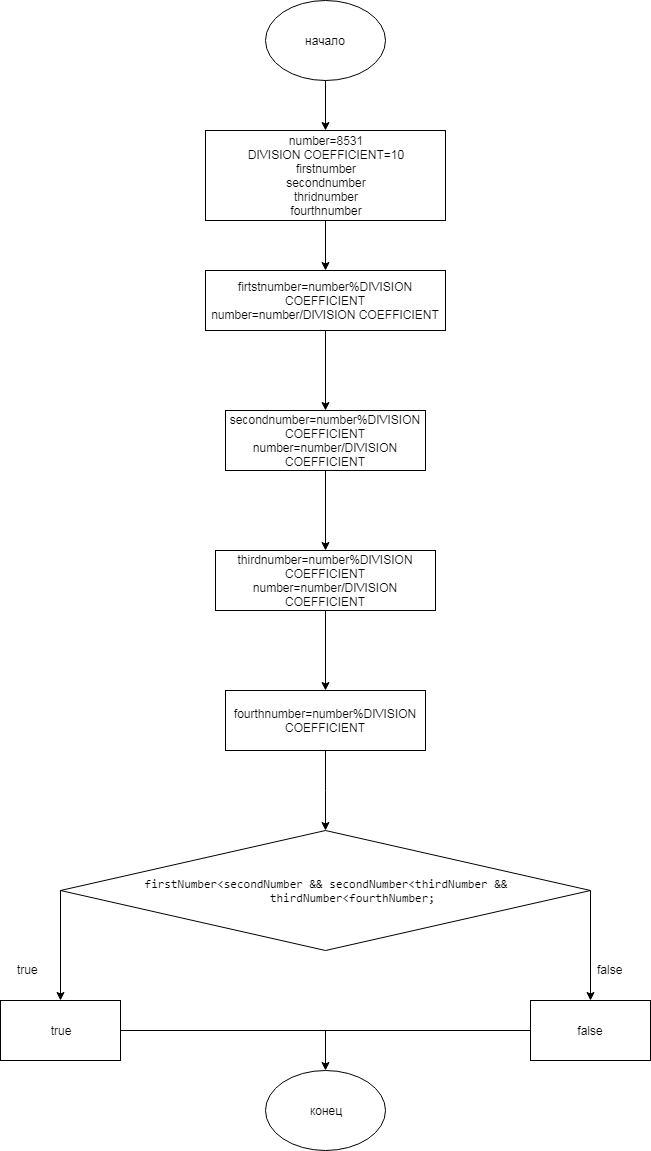 начало
number=8531
DIVISION COEFFICIENT=10
firstnumber
secondnumber
thridnumber
fourthnumber
firtstnumber=number%DIVISION
COEFFICIENT
number=number/DIVISION COEFFICIENT
secondnumber=number%DIVISION
COEFFICIENT
number=number/DIVISION
COEFFICIENT
thirdnumber=number%DIVISION
COEFFICIENT
number=number/DIVISION
COEFFICIENT
fourthnumber=number%DIVISION
COEFFICIENT
firstNumber<secondNumber && secondNumber<thirdNumber &&
thirdNumber<fourthNumber;
true
false
true
false
конец